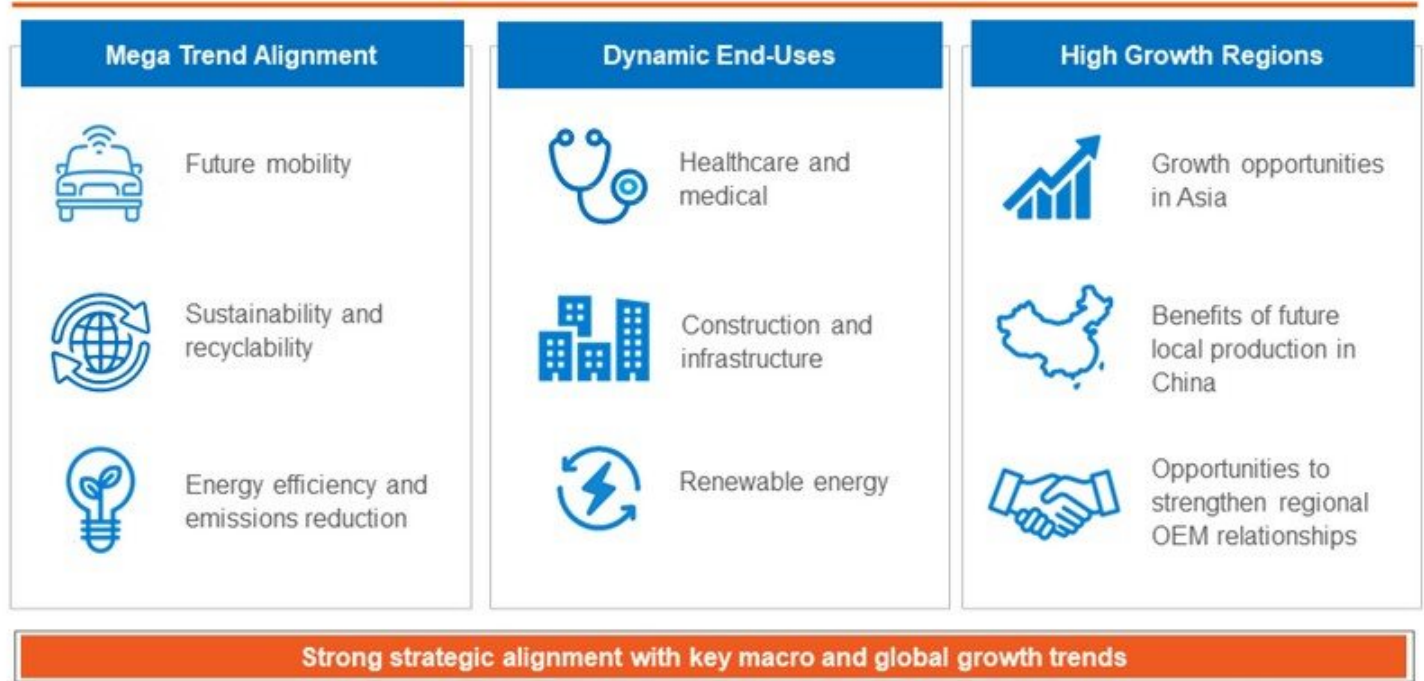 Mega Trend Alignment
Future mobility
Sustainability and
recyclability
Energy efficiency and
emissions reduction
Dynamic End-Uses
Healthcare and
medical
Construction and
infrastructure
Renewable energy
High Growth Regions
Growth opportunities
in Asia
Benefits of future
local production in
China
Opportunities to
strengthen regional
OEM relationships
Strong strategic alignment with key macro and global growth trends